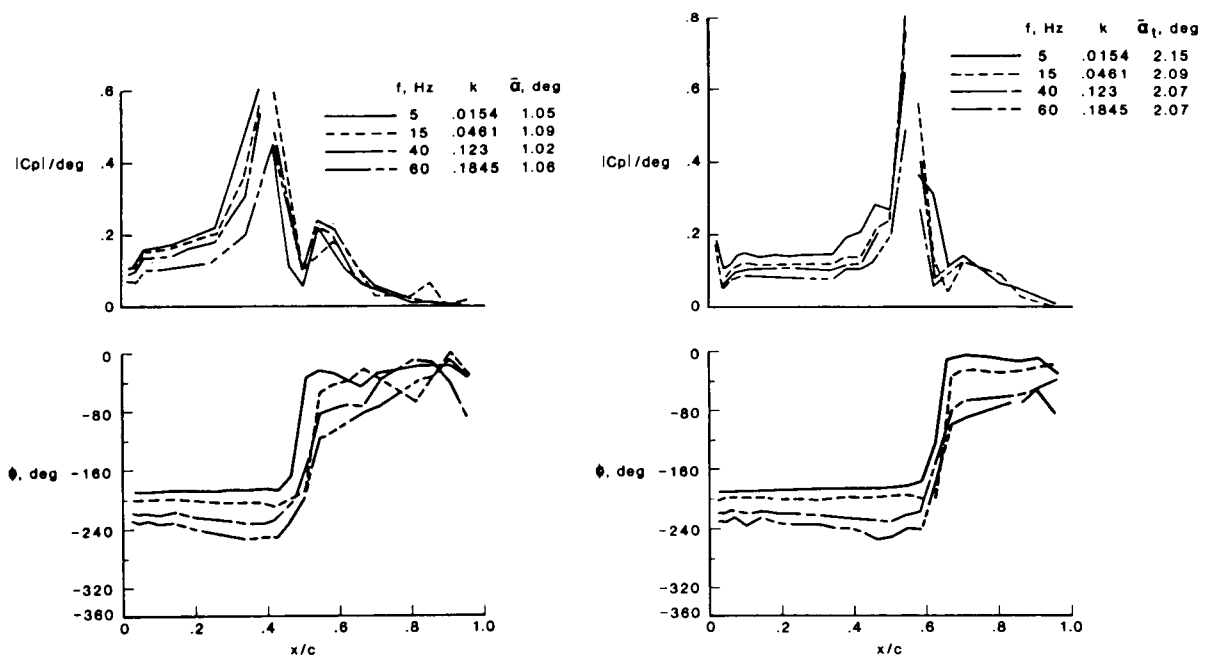 f, Hz k ᾱ, deg
5 .0154 1.05
15 .0461 1.09
40 .123 1.02
60 .1845 1.06
|Cp|/deg
.6
.4
.2
0
ϕ, deg
0
-80
-160
-240
-320
-360
0 .2 .4 .6 .8 1.0
x/c
f, Hz k ᾱt, deg
5 .0154 2.15
15 .0461 2.09
40 .123 2.07
60 .1845 2.07
|Cp|/deg
.8
.6
.4
.2
0
ϕ, deg
0
-80
-160
-240
-320
-360
0 .2 .4 .6 .8 1.0
x/c